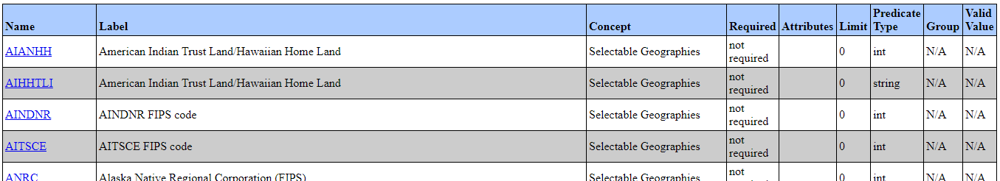 Name Label Concept Required Attributes Limit Predicate Type Group Valid Value
AIANHH American Indian Trust Land/Hawaiian Home Land Selectable Geographies not required 0 int N/A N/A
AIHHTLI American Indian Trust Land/Hawaiian Home Land Selectable Geographies not required 0 string N/A N/A
AINDNR AINDNR FIPS code Selectable Geographies not required 0 int N/A N/A
AITSCE AITSCE FIPS code Selectable Geographies not required 0 int N/A N/A
ANRC Alaska Native Regional Corporation (FIPS) Selectable Geographies not 0 int N/A N/A